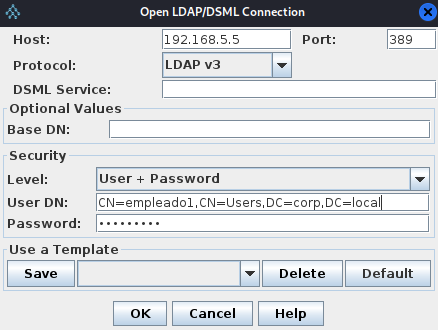 Open LDAP/DSML Connection
Host: 192.168.5.5 Port: 389
Protocol: LDAP v3
DSML Service:
Optional Values
Base DN:
Security
Level: User + Password
User DN: CN=empleado1,CN=Users,DC=corp,DC=local
Password: •••••••••
Use a Template
Save Delete Default
OK Cancel Help